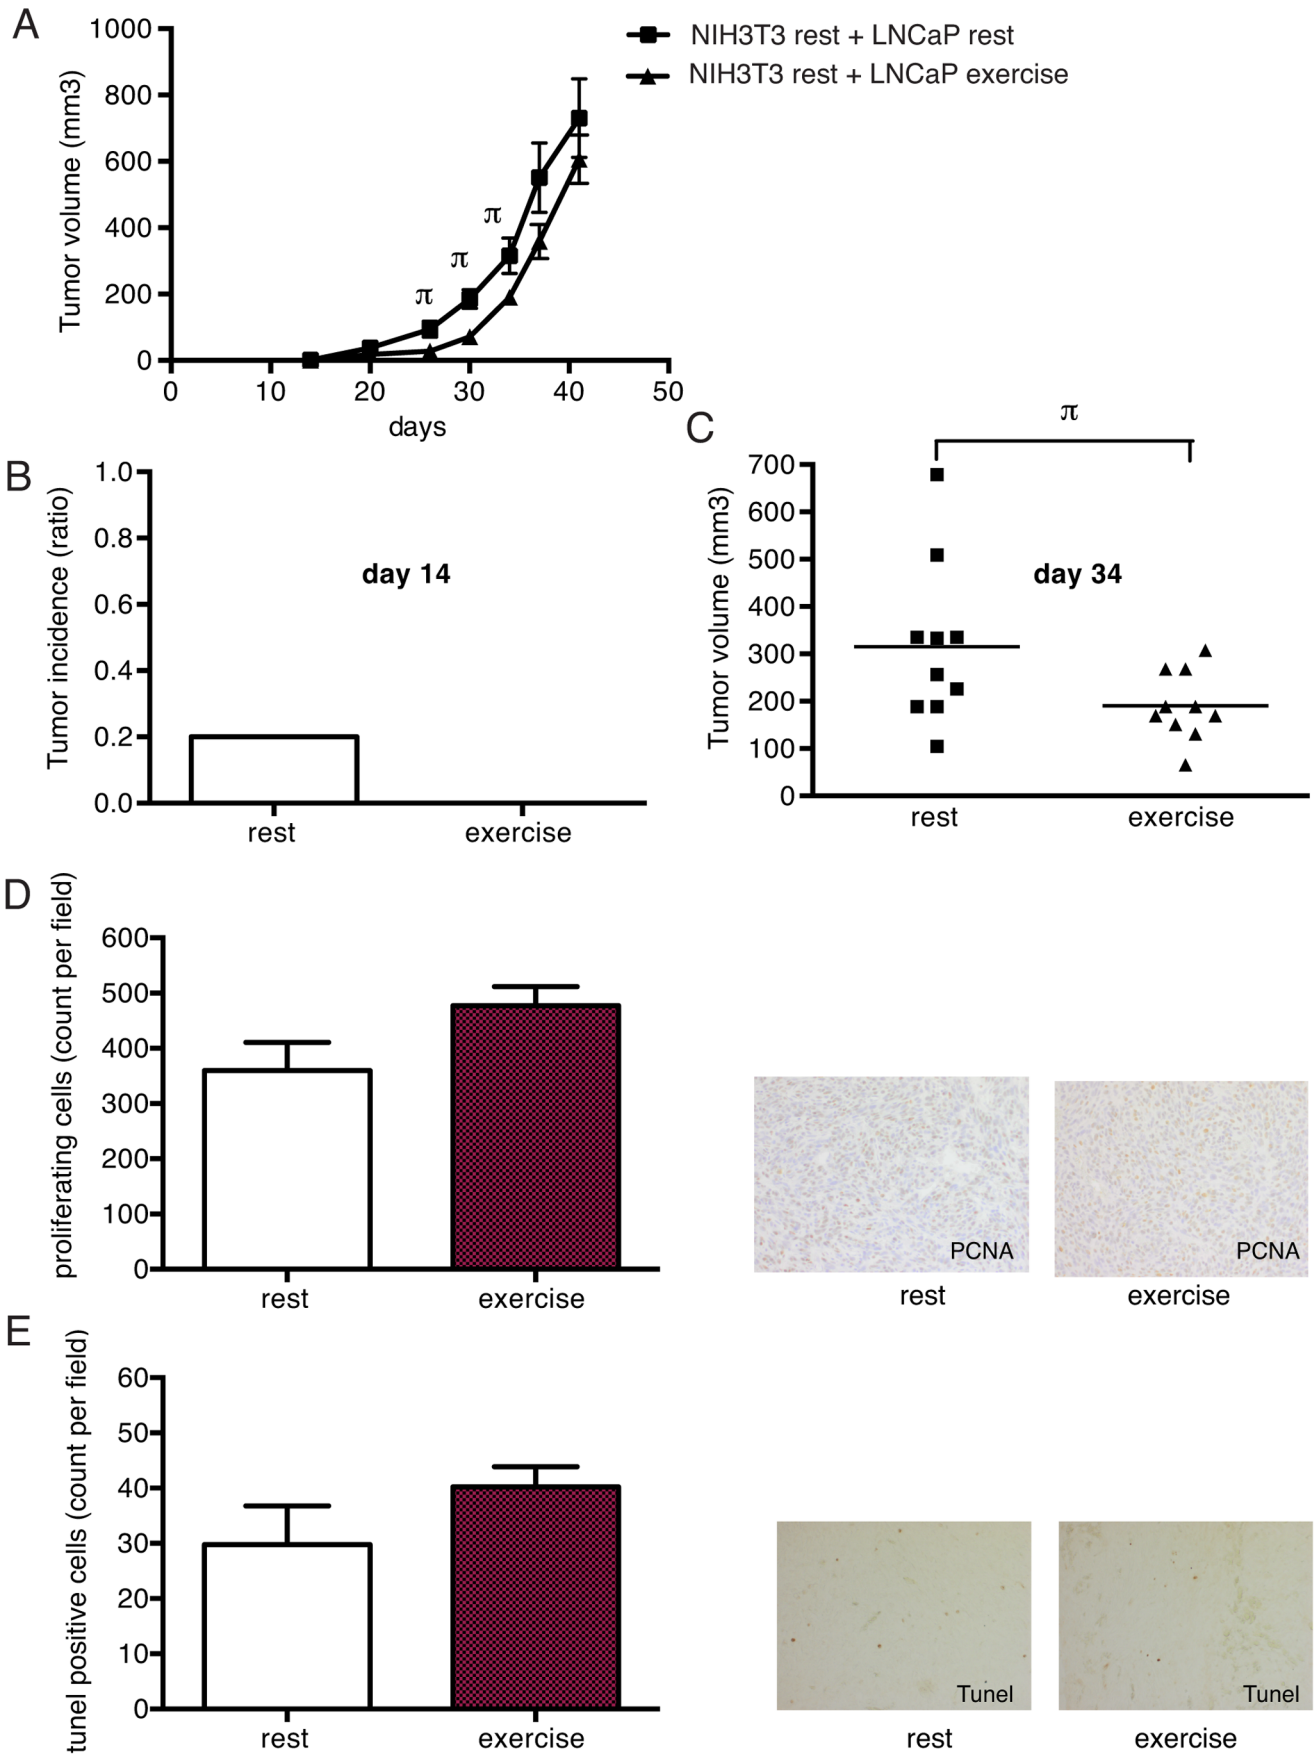 A
1000
800
600
400
200
0
Tumor volume (mm3)
π
π
π
0 10 20 30 40 50
days
NIH3T3 rest + LNCaP rest
NIH3T3 rest + LNCaP exercise
B
1.0
0.8
0.6
0.4
0.2
0.0
Tumor incidence (ratio)
day 14
rest exercise
C
π
700
600
500
400
300
200
100
0
Tumor volume (mm3)
day 34
rest exercise
D
600
500
400
300
200
100
0
proliferating cells (count per field)
rest exercise
PCNA
PCNA
rest exercise
E
60
50
40
30
20
10
0
tunel positive cells (count per field)
rest exercise
Tunel
Tunel
rest exercise